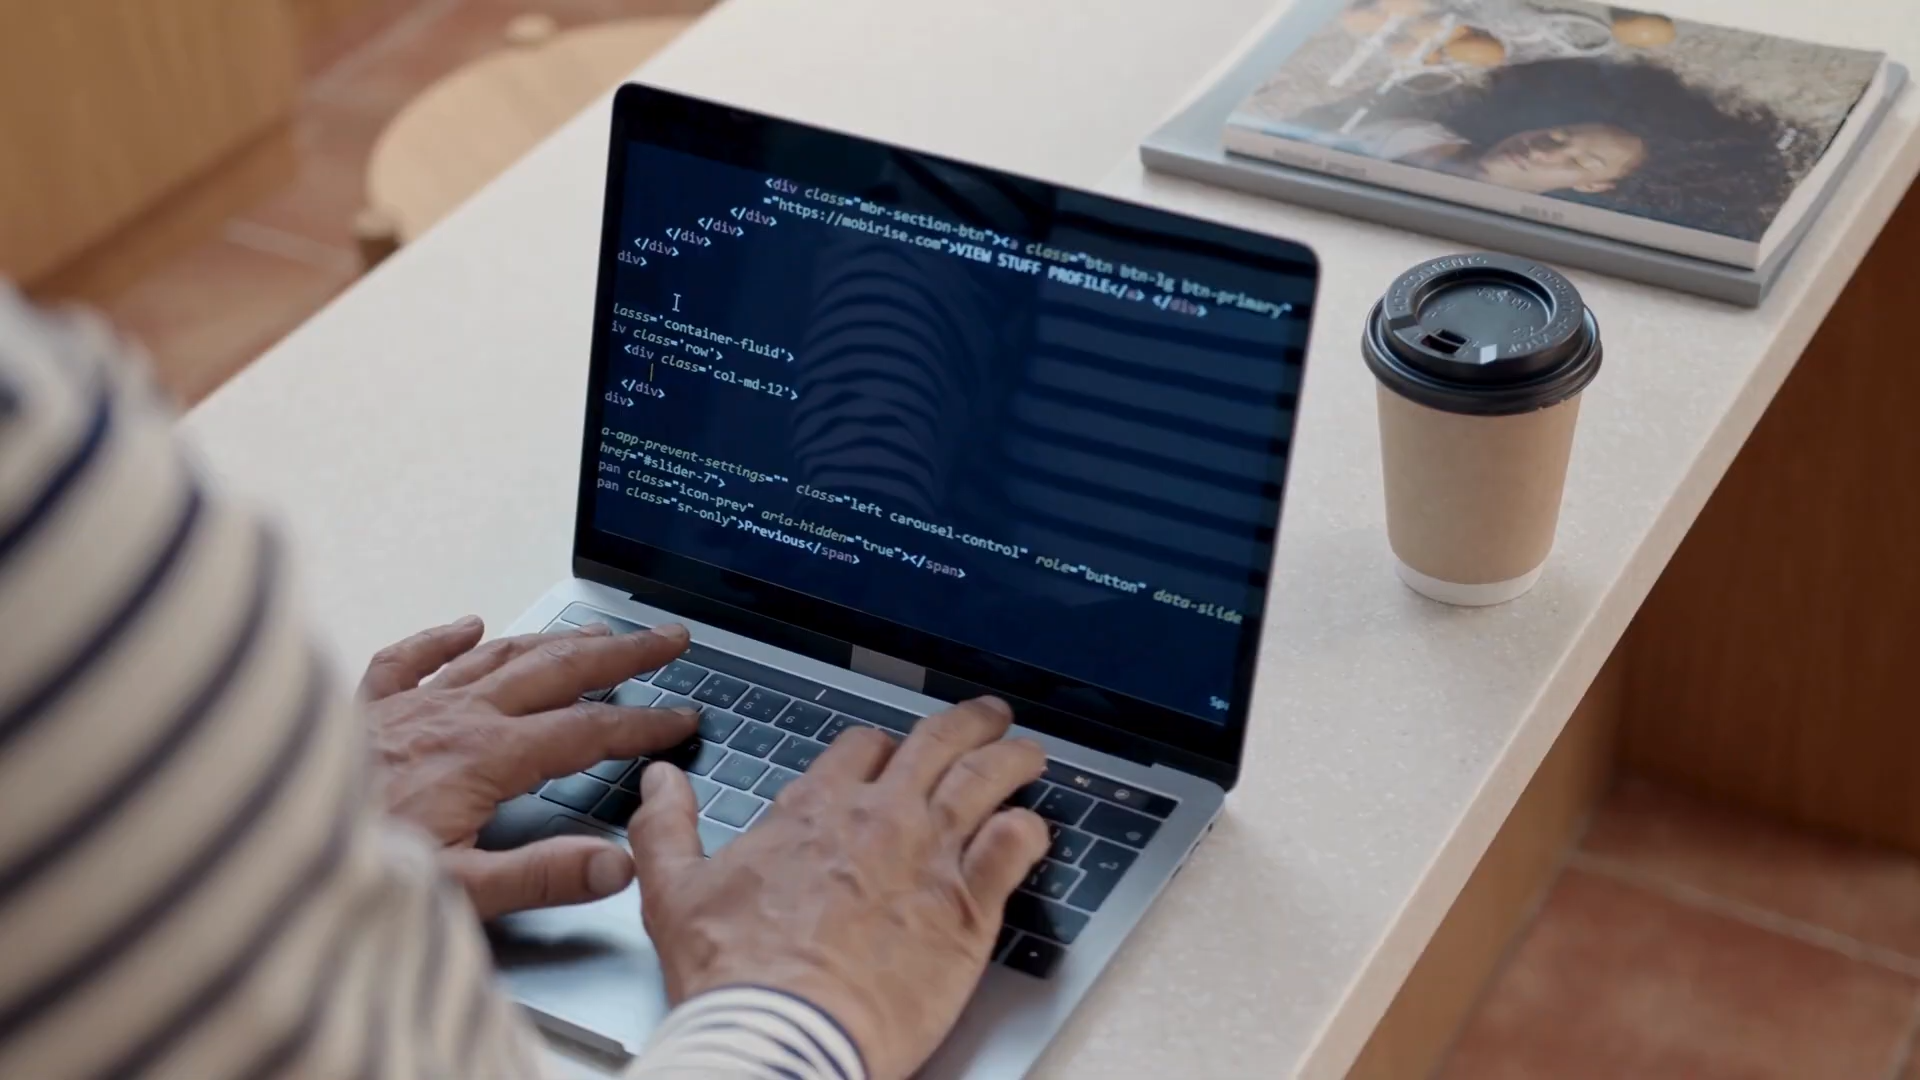 <div class="mbr-section-btn"><a class="btn btn-lg btn-primary"
="https://mobirise.com">VIEW STUFF PROFILE</a> </div>
</div>
</div>
</div>
</div>
div>
lasss='container-fluid'>
iv class='row'>
<div class='col-md-12'>
</div>
div>
a-app-prevent-settings="" class="left carousel-control" role="button" data-slide
href="#slider-7">
pan class="icon-prev" aria-hidden="true"></span>
pan class="sr-only">Previous</span>